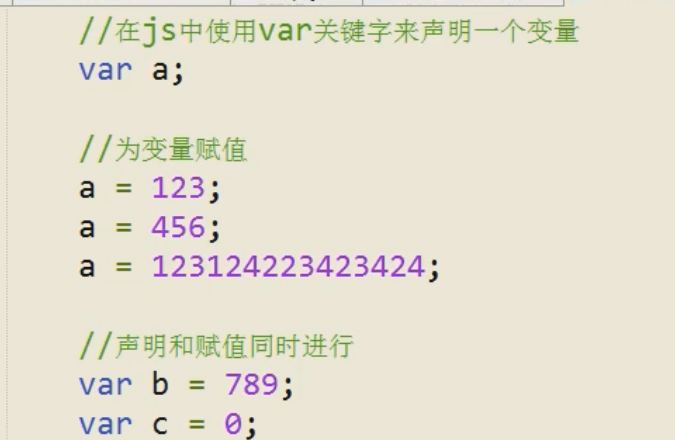 //在js中使用var关键字来声明一个变量
var a;
//为变量赋值
a = 123;
a = 456;
a = 123124223423424;
//声明和赋值同时进行
var b = 789;
var c = 0;